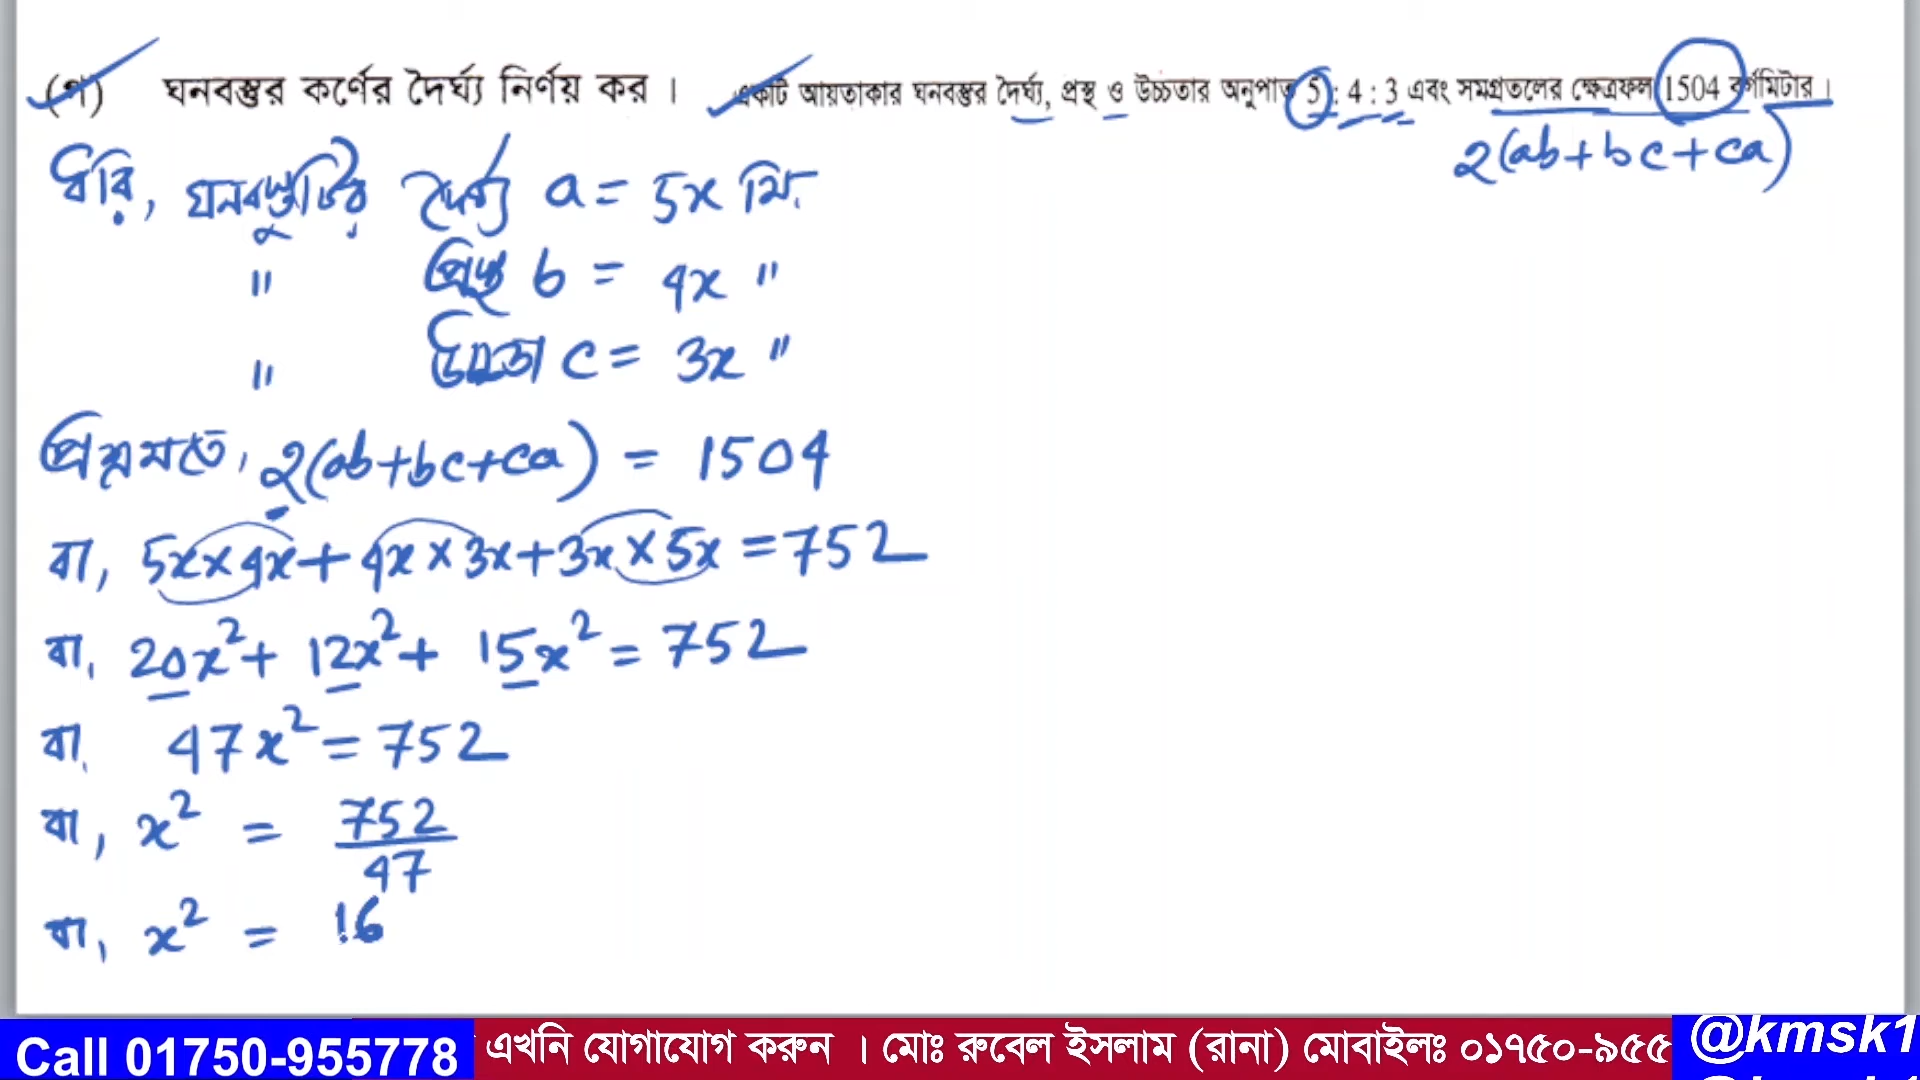 (গ) ঘনবস্তুর কর্ণের দৈর্ঘ্য নির্ণয় কর । একটি আয়তাকার ঘনবস্তুর দৈর্ঘ্য, প্রস্থ ও উচ্চতার অনুপাত 5 : 4 : 3 এবং সমগ্রতলের ক্ষেত্রফল 1504 বর্গমিটার ।
2(ab+bc+ca)
ধরি, ঘনবস্তুটির দৈর্ঘ্য a = 5x মি.
" প্রস্থ b = 4x "
" উচ্চতা c = 3x "
প্রশ্নমতে, 2(ab+bc+ca) = 1504
বা, 5x×4x+4x×3x+3x×5x=752
বা, 20x²+ 12x²+ 15x² = 752
বা, 47x² = 752
বা, x² = 752/47
বা, x² = 16
Call 01750-955778
এখনি যোগাযোগ করুন । মোঃ রুবেল ইসলাম (রানা) মোবাইলঃ ০১৭৫০-৯৫৫
@kmsk1